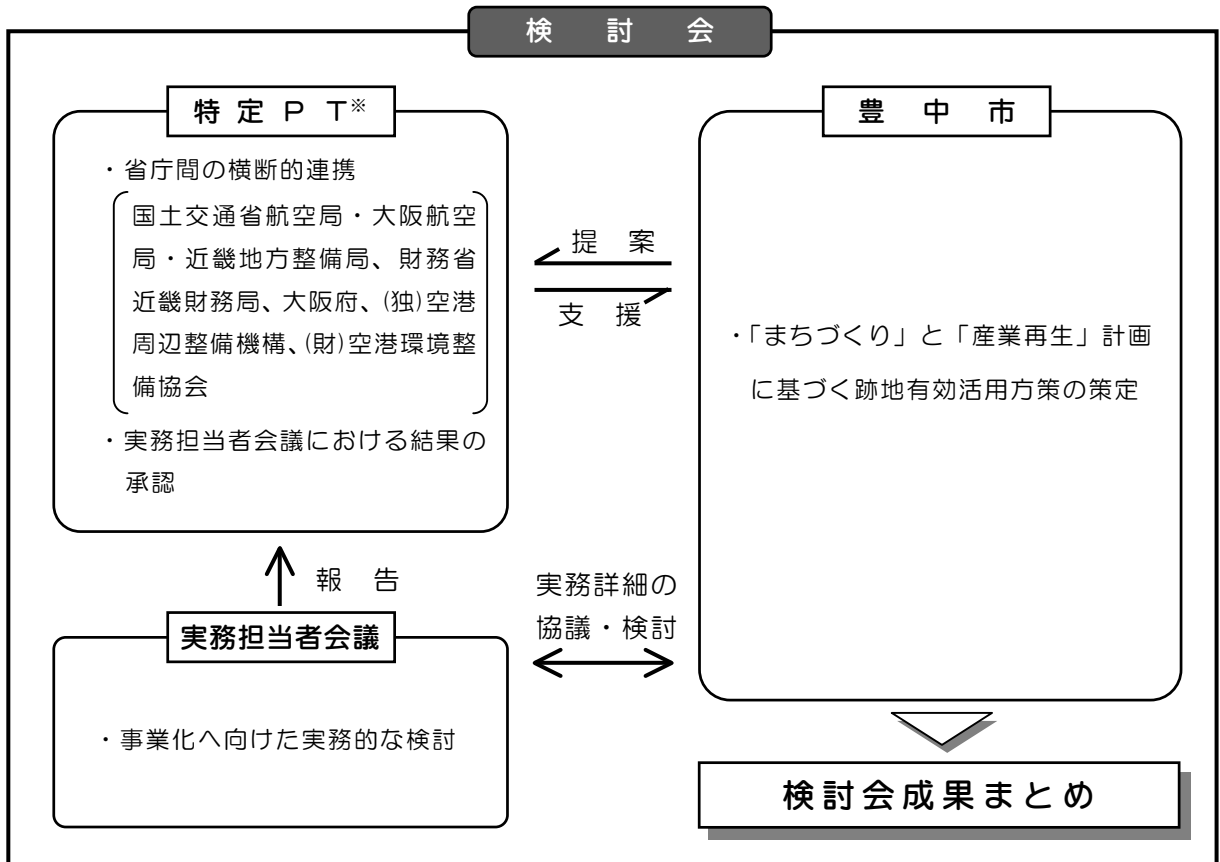 検討会
特定PT※
・省庁間の横断的連携
国土交通省航空局・大阪航空
局・近畿地方整備局、財務省
近畿財務局、大阪府、(独)空港
周辺整備機構、(財)空港環境整
備協会
・実務担当者会議における結果の
承認
提案
支援
豊中市
・「まちづくり」と「産業再生」計画
に基づく跡地有効活用方策の策定
報告
実務担当者会議
・事業化へ向けた実務的な検討
実務詳細の
協議・検討
検討会成果まとめ